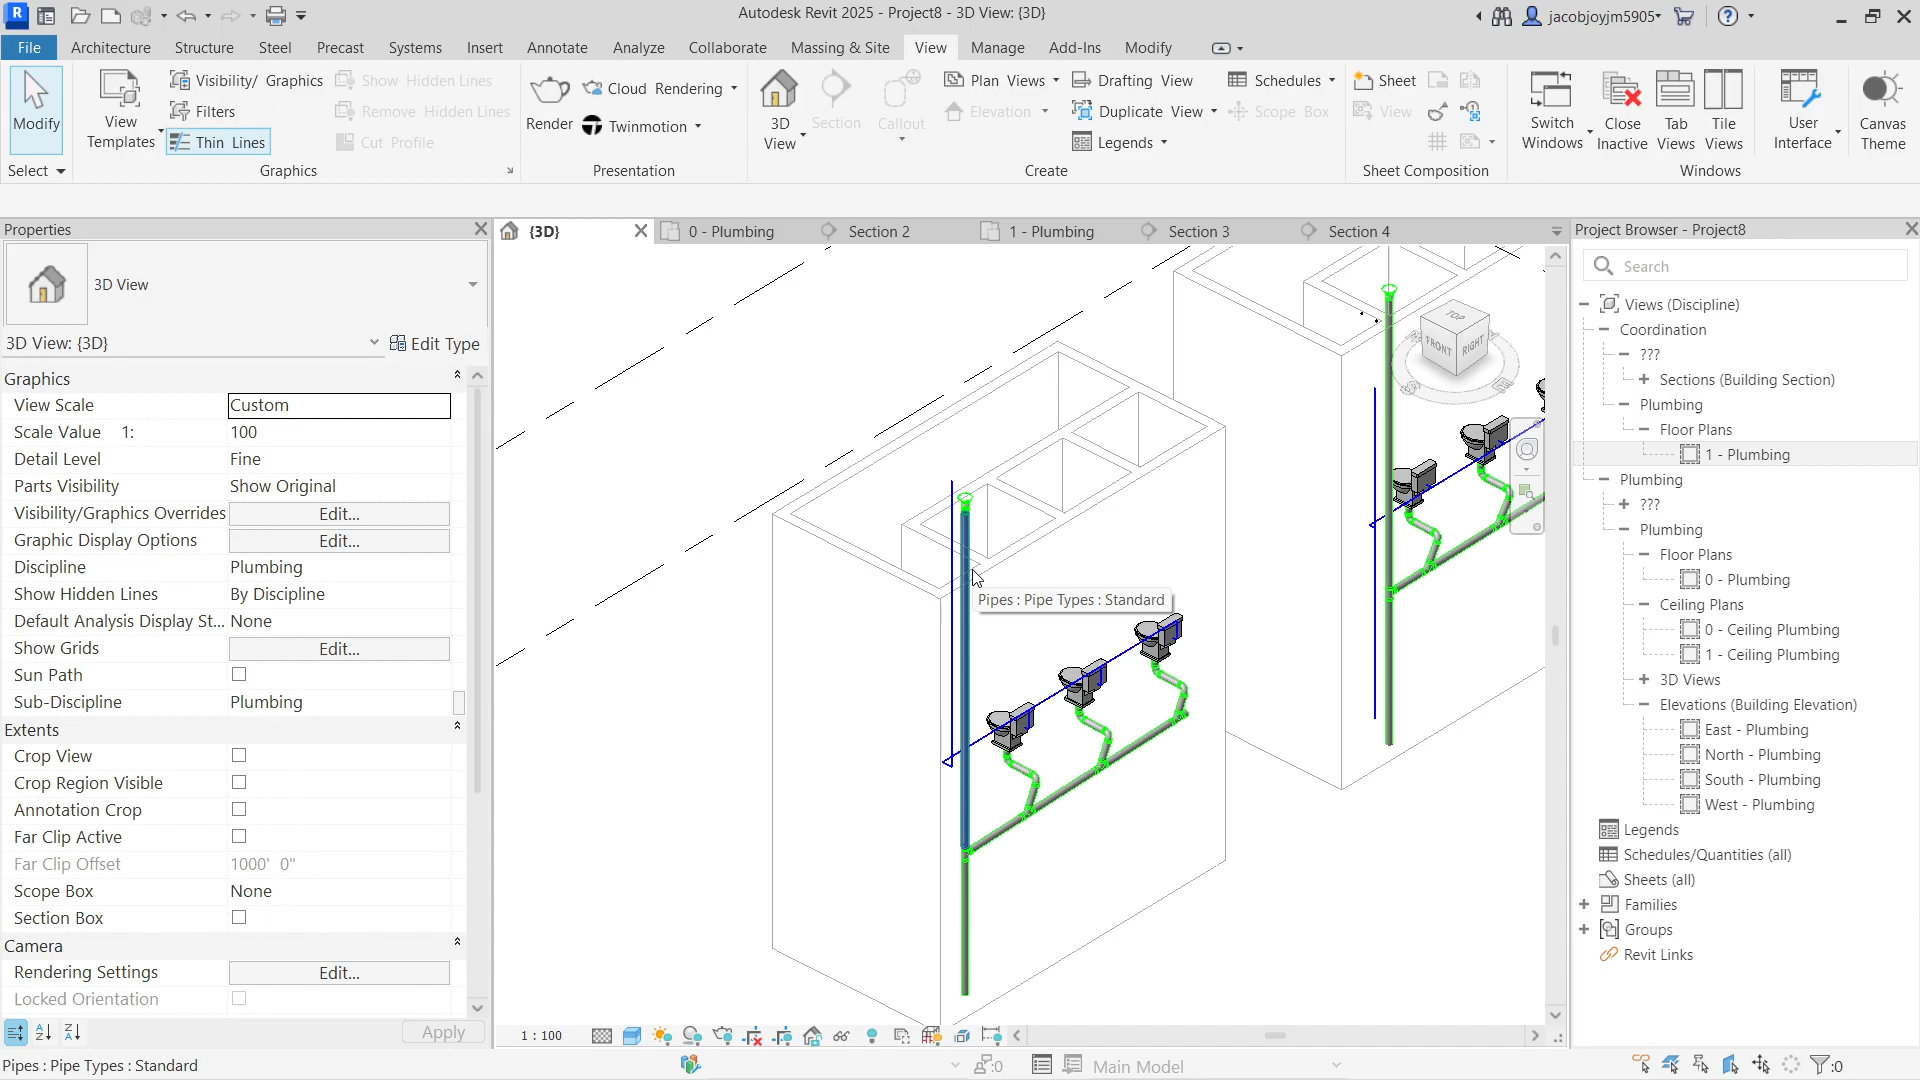 Autodesk Revit 2025 - Project8 - 3D View: {3D}
jacobjoyjm5905
File Architecture Structure Steel Precast Systems Insert Annotate Analyze Collaborate Massing & Site View Manage Add-Ins Modify
Modify
Select
View Templates
Visibility/ Graphics
Filters
Thin Lines
Show Hidden Lines
Remove Hidden Lines
Cut Profile
Graphics
Render
Cloud Rendering
Twinmotion
Presentation
3D View
Section
Callout
Plan Views
Elevation
Drafting View
Duplicate View
Legends
Schedules
Scope Box
Create
Sheet
View
Sheet Composition
Switch Windows
Close Inactive
Tab Views
Tile Views
Windows
User Interface
Canvas Theme
Properties
3D View
3D View: {3D}
Edit Type
Graphics
View Scale Custom
Scale Value 1: 100
Detail Level Fine
Parts Visibility Show Original
Visibility/Graphics Overrides Edit...
Graphic Display Options Edit...
Discipline Plumbing
Show Hidden Lines By Discipline
Default Analysis Display St... None
Show Grids Edit...
Sun Path
Sub-Discipline Plumbing
Extents
Crop View
Crop Region Visible
Annotation Crop
Far Clip Active
Far Clip Offset 1000' 0"
Scope Box None
Section Box
Camera
Rendering Settings Edit...
Locked Orientation
Apply
{3D} 0 - Plumbing Section 2 1 - Plumbing Section 3 Section 4
TOP
FRONT RIGHT
Pipes : Pipe Types : Standard
1 : 100
Project Browser - Project8
Search
Views (Discipline)
Coordination
???
Sections (Building Section)
Plumbing
Floor Plans
1 - Plumbing
Plumbing
???
Plumbing
Floor Plans
0 - Plumbing
Ceiling Plans
0 - Ceiling Plumbing
1 - Ceiling Plumbing
3D Views
Elevations (Building Elevation)
East - Plumbing
North - Plumbing
South - Plumbing
West - Plumbing
Legends
Schedules/Quantities (all)
Sheets (all)
Families
Groups
Revit Links
Pipes : Pipe Types : Standard
:0
Main Model
:0